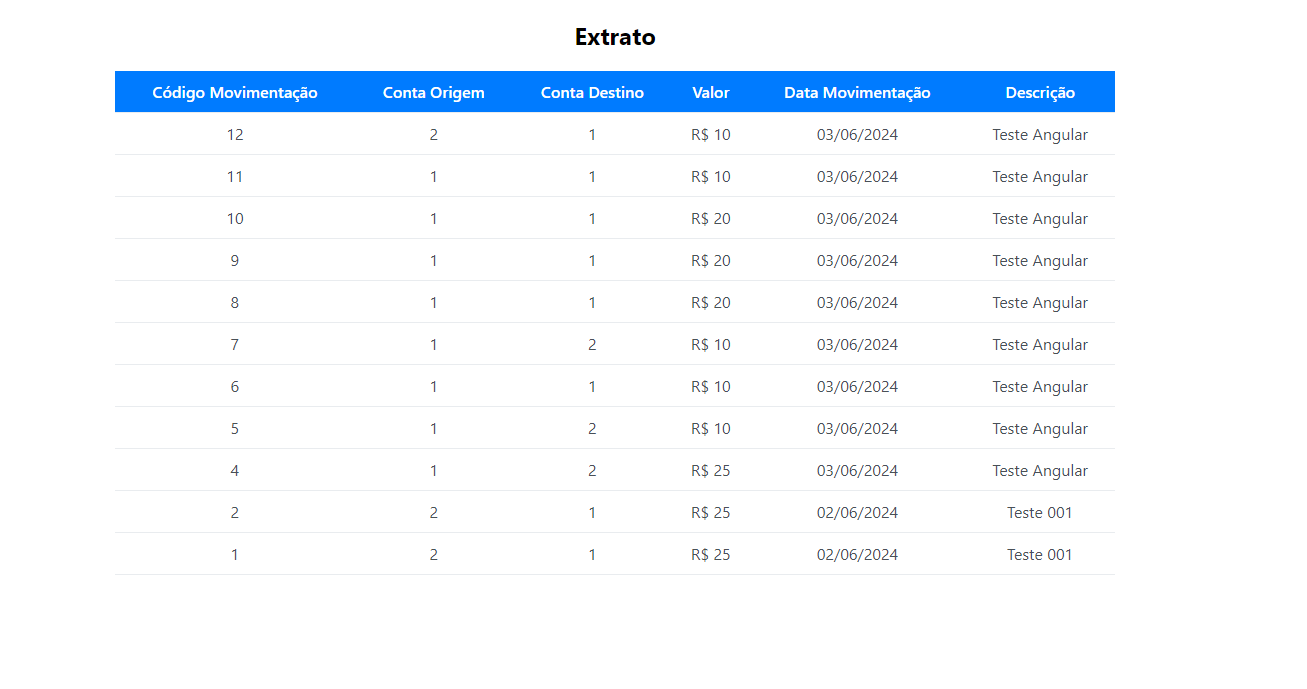 Extrato
Código Movimentação Conta Origem Conta Destino Valor Data Movimentação Descrição
12 2 1 R$ 10 03/06/2024 Teste Angular
11 1 1 R$ 10 03/06/2024 Teste Angular
10 1 1 R$ 20 03/06/2024 Teste Angular
9 1 1 R$ 20 03/06/2024 Teste Angular
8 1 1 R$ 20 03/06/2024 Teste Angular
7 1 2 R$ 10 03/06/2024 Teste Angular
6 1 1 R$ 10 03/06/2024 Teste Angular
5 1 2 R$ 10 03/06/2024 Teste Angular
4 1 2 R$ 25 03/06/2024 Teste Angular
2 2 1 R$ 25 02/06/2024 Teste 001
1 2 1 R$ 25 02/06/2024 Teste 001